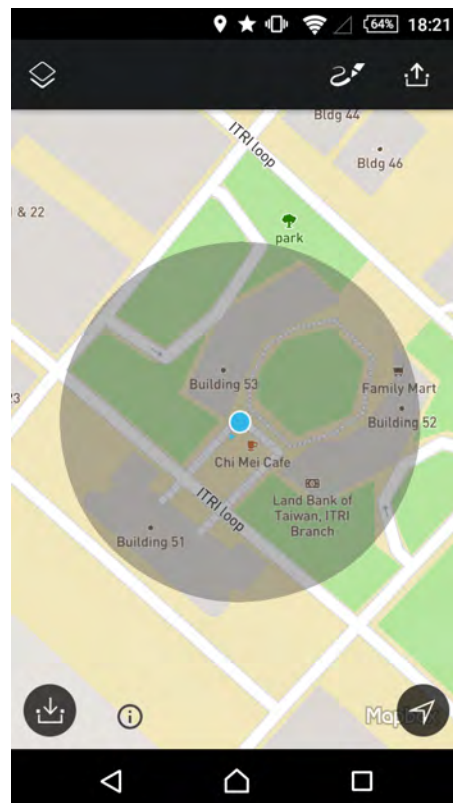 64% 18:21
Bldg 44
ITRI loop
Bldg 46
& 22
park
Building 53
Family Mart
Building 52
Chi Mei Cafe
ITRI loop
Land Bank of
Taiwan, ITRI
Branch
Building 51